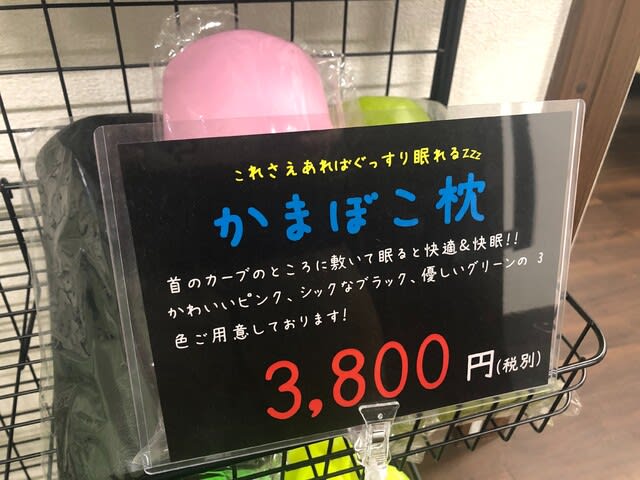 これさえあればぐっすり眠れるZzz
かまぼこ枕
首のカーブのところに敷いて眠ると快適&快眠!!
かわいいピンク、シックなブラック、優しいグリーンの 3
色ご用意しております!
3,800円(税別)